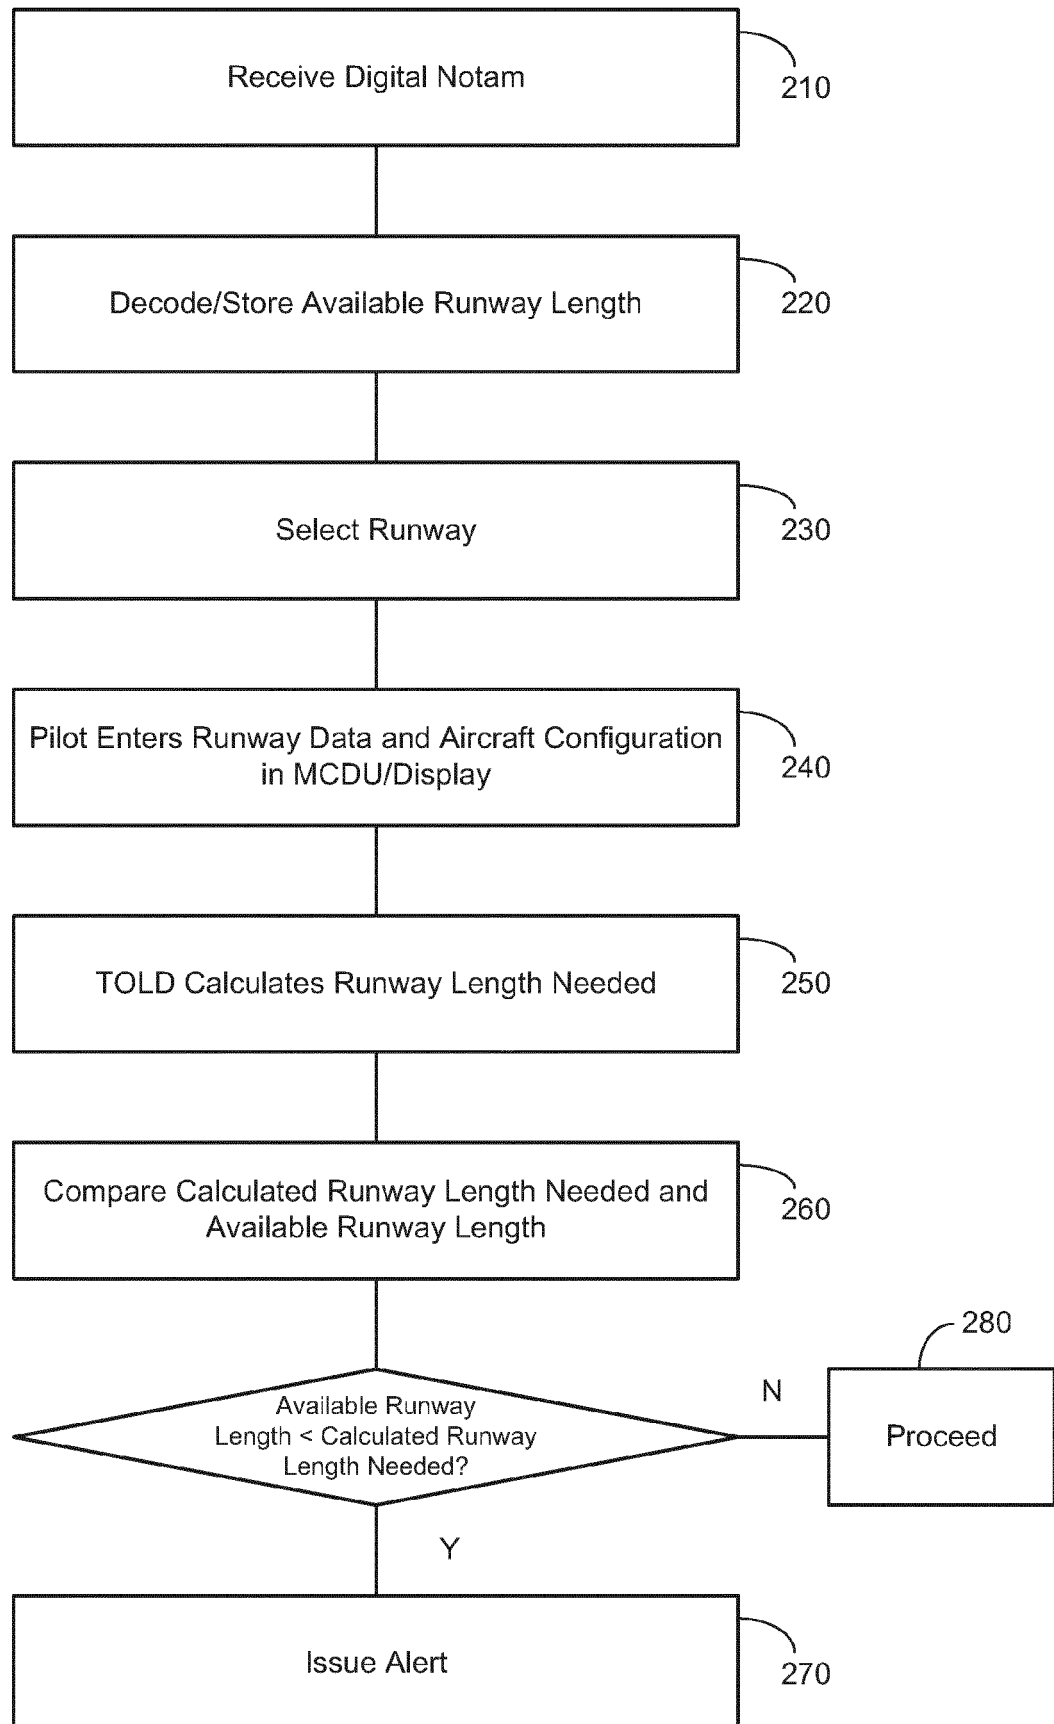 Receive Digital Notam
210
Decode/Store Available Runway Length
220
Select Runway
230
Pilot Enters Runway Data and Aircraft Configuration
in MCDU/Display
240
TOLD Calculates Runway Length Needed
250
Compare Calculated Runway Length Needed and
Available Runway Length
260
Available Runway
Length < Calculated Runway
Length Needed?
N
280
Proceed
Y
Issue Alert
270